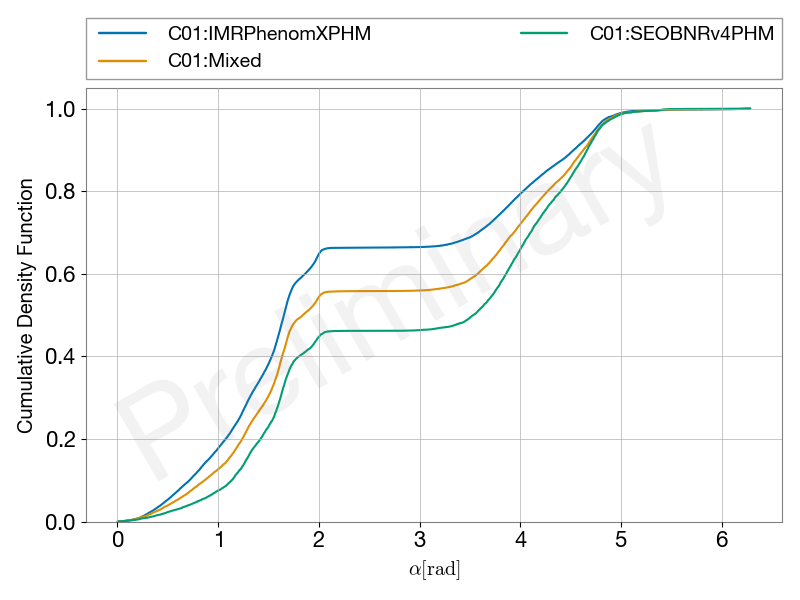 C01:IMRPhenomXPHM
C01:Mixed
C01:SEOBNRv4PHM
Cumulative Density Function
1.0
0.8
0.6
0.4
0.2
0.0
Preliminary
0 1 2 3 4 5 6
α[rad]